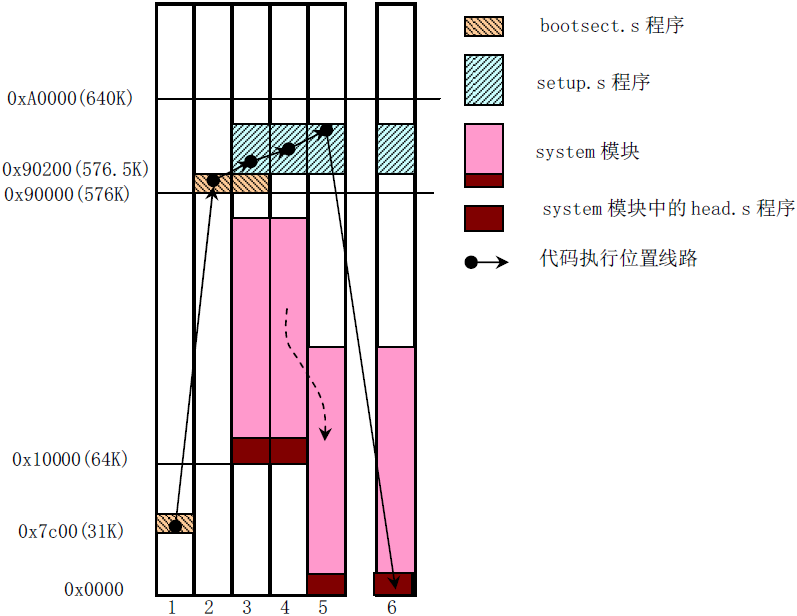 bootsect.s 程序
setup.s 程序
system 模块
system 模块中的 head.s 程序
代码执行位置线路
0xA0000(640K)
0x90200(576.5K)
0x90000(576K)
0x10000(64K)
0x7c00(31K)
0x0000
1 2 3 4 5 6